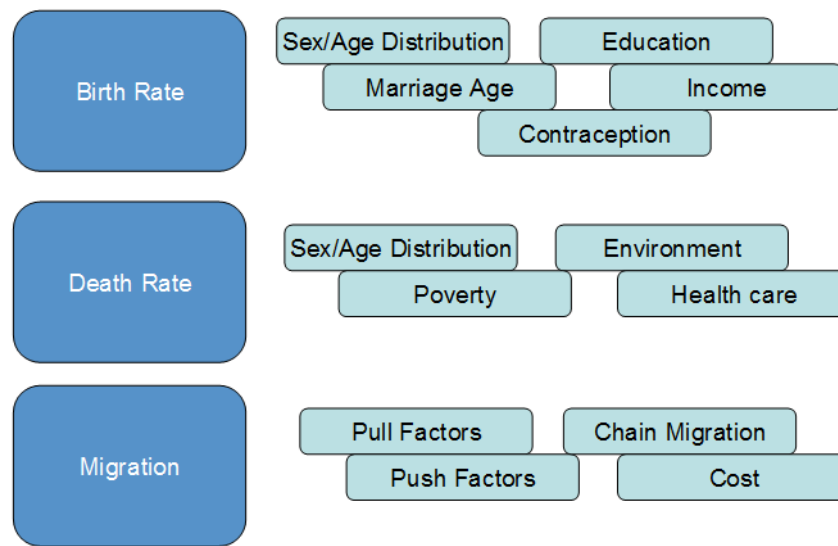 Birth Rate
Sex/Age Distribution
Education
Marriage Age
Income
Contraception
Death Rate
Sex/Age Distribution
Environment
Poverty
Health care
Migration
Pull Factors
Chain Migration
Push Factors
Cost